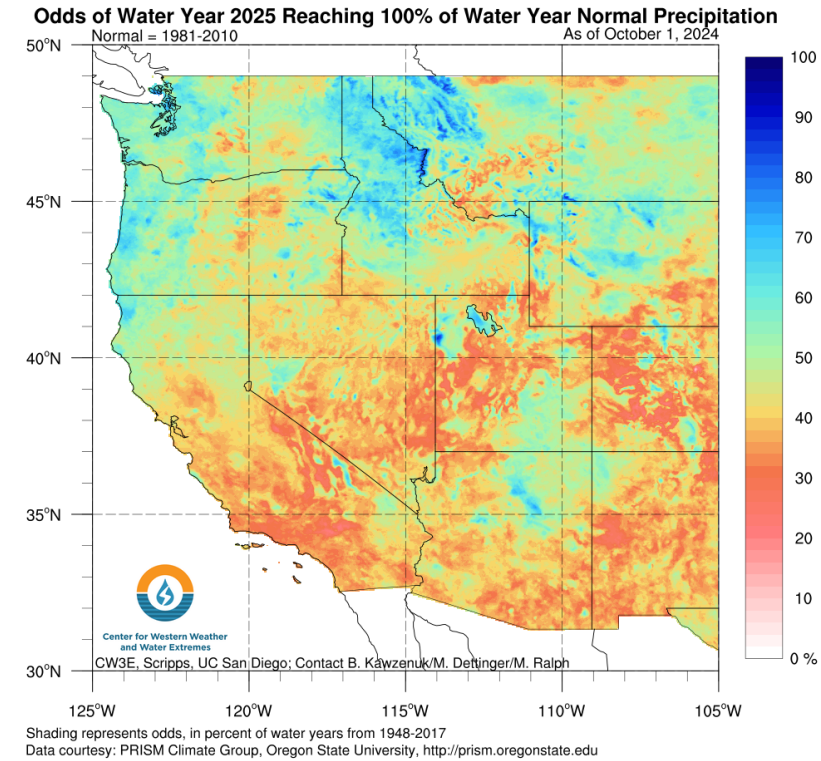 Odds of Water Year 2025 Reaching 100% of Water Year Normal Precipitation
Normal = 1981-2010
As of October 1, 2024
50°N
45°N
40°N
35°N
30°N
125°W
120°W
115°W
110°W
105°W
100
90
80
70
60
50
40
30
20
10
0 %
Center for Western Weather
and Water Extremes
CW3E, Scripps, UC San Diego; Contact B. Kawzenuk/M. Dettinger/M. Ralph
Shading represents odds, in percent of water years from 1948-2017
Data courtesy: PRISM Climate Group, Oregon State University, http://prism.oregonstate.edu